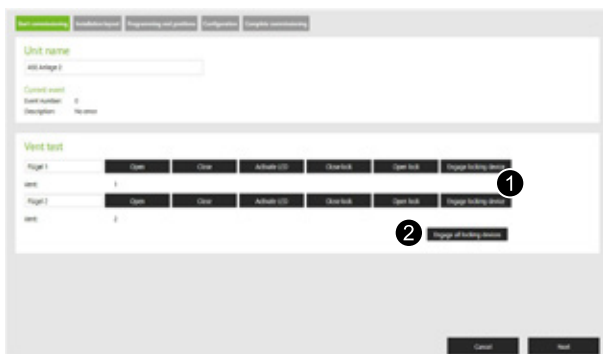 Start commissioning Installation layout Programming and positions Configuration Complete commissioning
Unit name
ASE Anlage 2
Current event
Event number: 0
Description: No error
Vent test
Flügel 1 Open Close Activate LED Close lock Open lock Engage locking device
Vent: 1
1
Flügel 2 Open Close Activate LED Close lock Open lock Engage locking device
Vent: 2
2 Engage all locking devices
Cancel Next